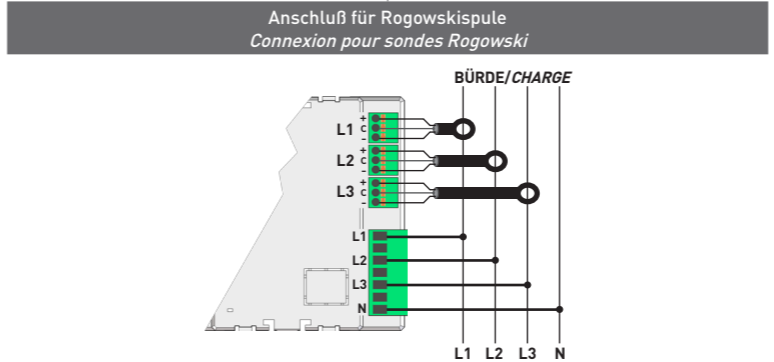 Anschluß für Rogowskispule
Connexion pour sondes Rogowski
BÜRDE/CHARGE
L1 + C -
L2 + C -
L3 + C -
L1
L2
L3
N
L1 L2 L3 N